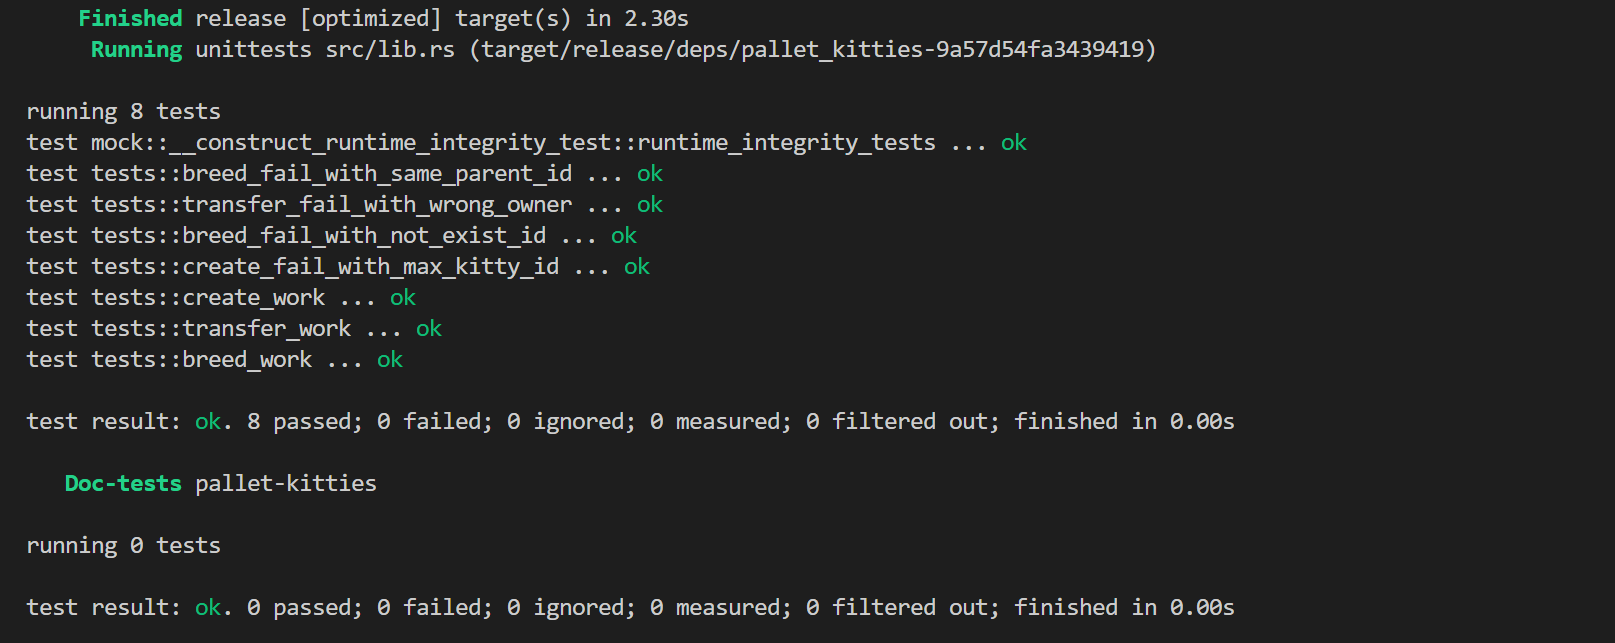 Finished release [optimized] target(s) in 2.30s
Running unittests src/lib.rs (target/release/deps/pallet_kitties-9a57d54fa3439419)
running 8 tests
test mock::__construct_runtime_integrity_test::runtime_integrity_tests ... ok
test tests::breed_fail_with_same_parent_id ... ok
test tests::transfer_fail_with_wrong_owner ... ok
test tests::breed_fail_with_not_exist_id ... ok
test tests::create_fail_with_max_kitty_id ... ok
test tests::create_work ... ok
test tests::transfer_work ... ok
test tests::breed_work ... ok
test result: ok. 8 passed; 0 failed; 0 ignored; 0 measured; 0 filtered out; finished in 0.00s
Doc-tests pallet-kitties
running 0 tests
test result: ok. 0 passed; 0 failed; 0 ignored; 0 measured; 0 filtered out; finished in 0.00s